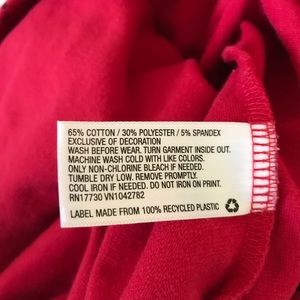 65% COTTON / 30% POLYESTER / 5% SPANDEX
EXCLUSIVE OF DECORATION
WASH BEFORE WEAR. TURN GARMENT INSIDE OUT.
MACHINE WASH COLD WITH LIKE COLORS.
ONLY NON-CHLORINE BLEACH IF NEEDED.
TUMBLE DRY LOW. REMOVE PROMPTLY.
COOL IRON IF NEEDED. DO NOT IRON ON PRINT.
RN17730 VN1042782
LABEL MADE FROM 100% RECYCLED PLASTIC